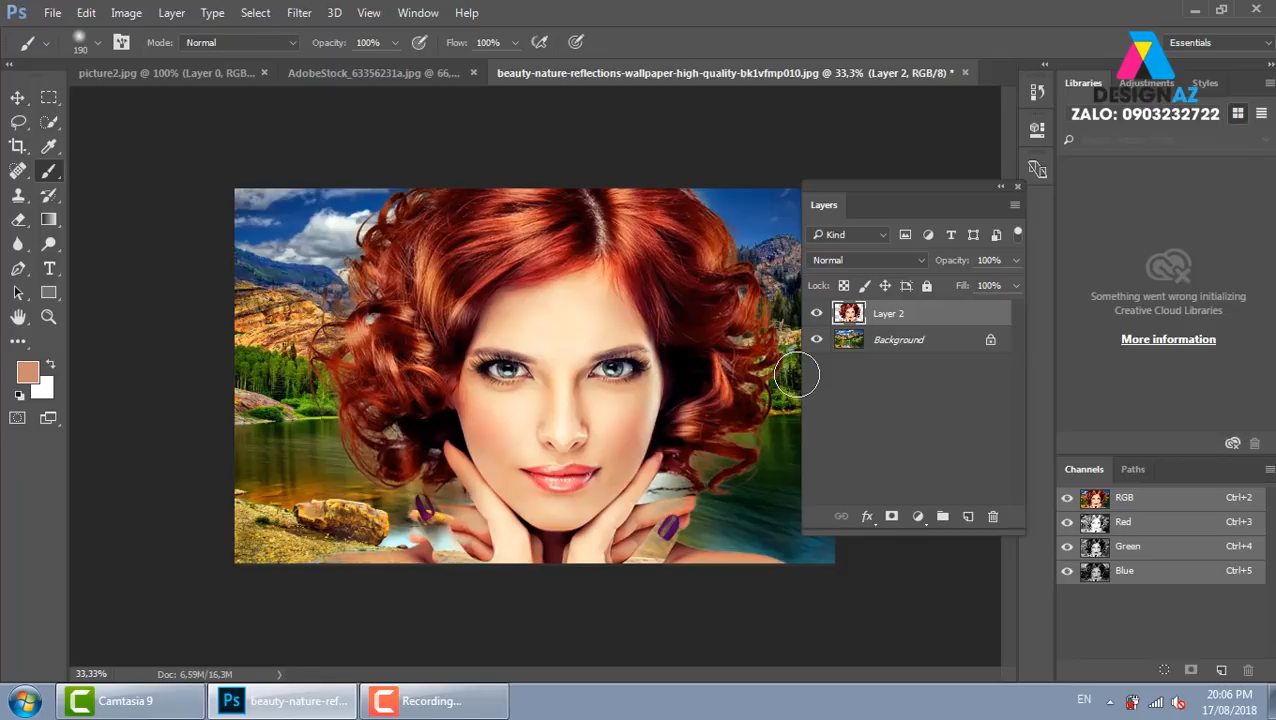 Ps File Edit Image Layer Type Select Filter 3D View Window Help
190 Mode: Normal Opacity: 100% Flow: 100% Essentials
picture2.jpg @ 100% (Layer 0, RGB... × AdobeStock_63356231a.jpg @ 66,... × beauty-nature-reflections-wallpaper-high-quality-bk1vfmp010.jpg @ 33,3% (Layer 2, RGB/8) * ×
Libraries Adjustments Styles
DESIGNAZ
ZALO: 0903232722
Layers
Kind
Normal Opacity: 100%
Lock: Fill: 100%
Layer 2
Background
Something went wrong initializing
Creative Cloud Libraries
More information
Channels Paths
RGB Ctrl+2
Red Ctrl+3
Green Ctrl+4
Blue Ctrl+5
fx
33,33% Doc: 6,59M/16,3M
Camtasia 9 Ps beauty-nature-ref... Recording... EN 20:06 PM
17/08/2018